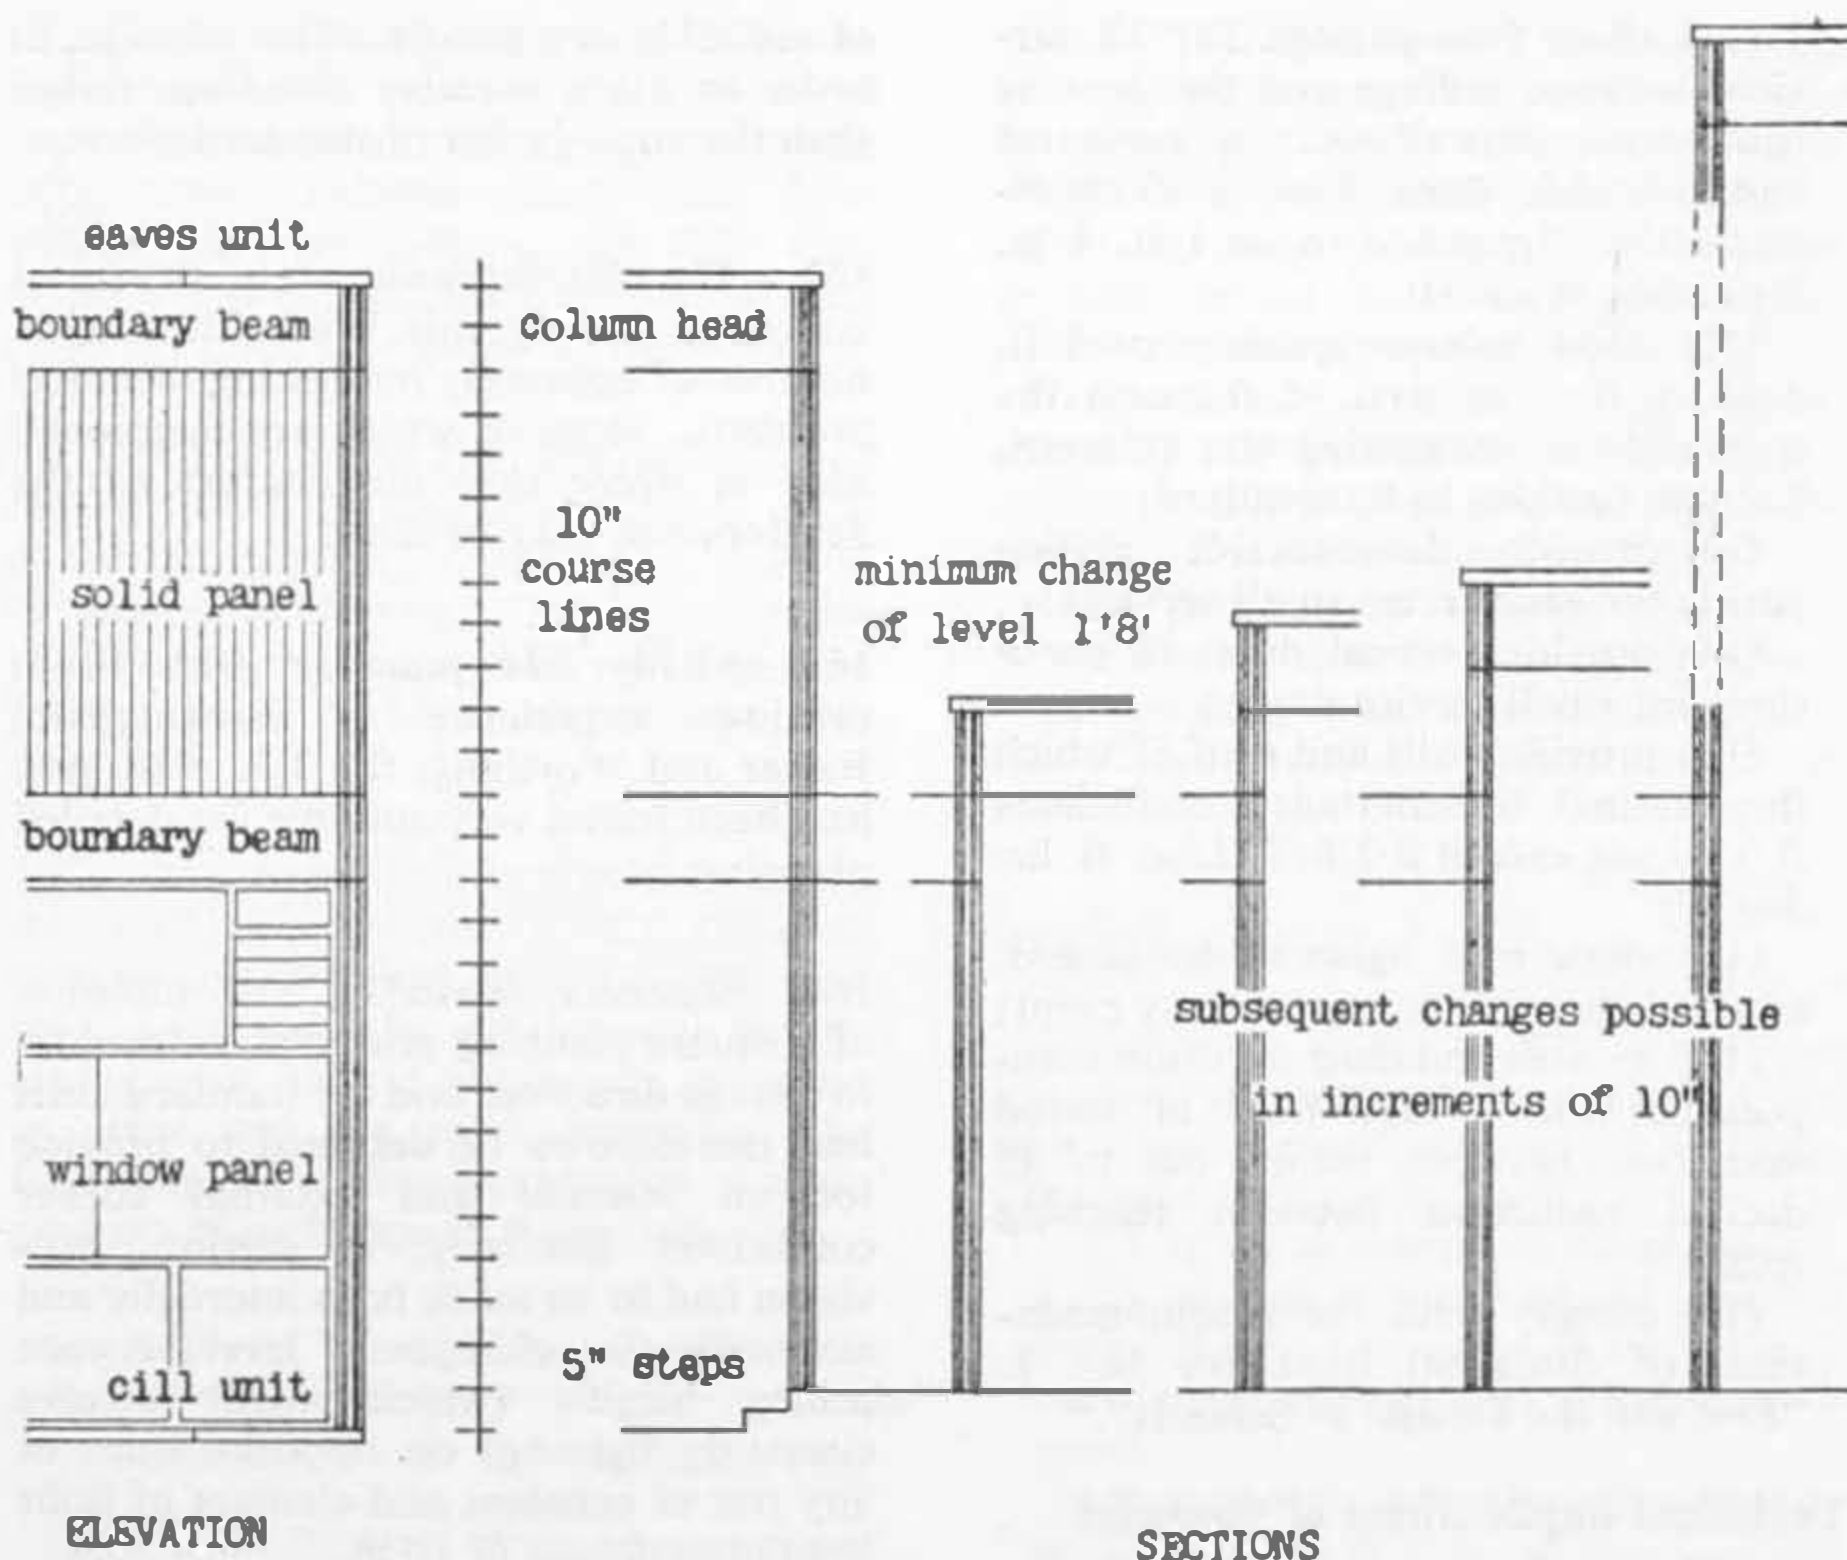 eaves unit
boundary beam
solid panel
boundary beam
window panel
cill unit
ELEVATION
column head
10"
course
lines
5" steps
minimum change
of level 1'8'
subsequent changes possible
in increments of 10"
SECTIONS